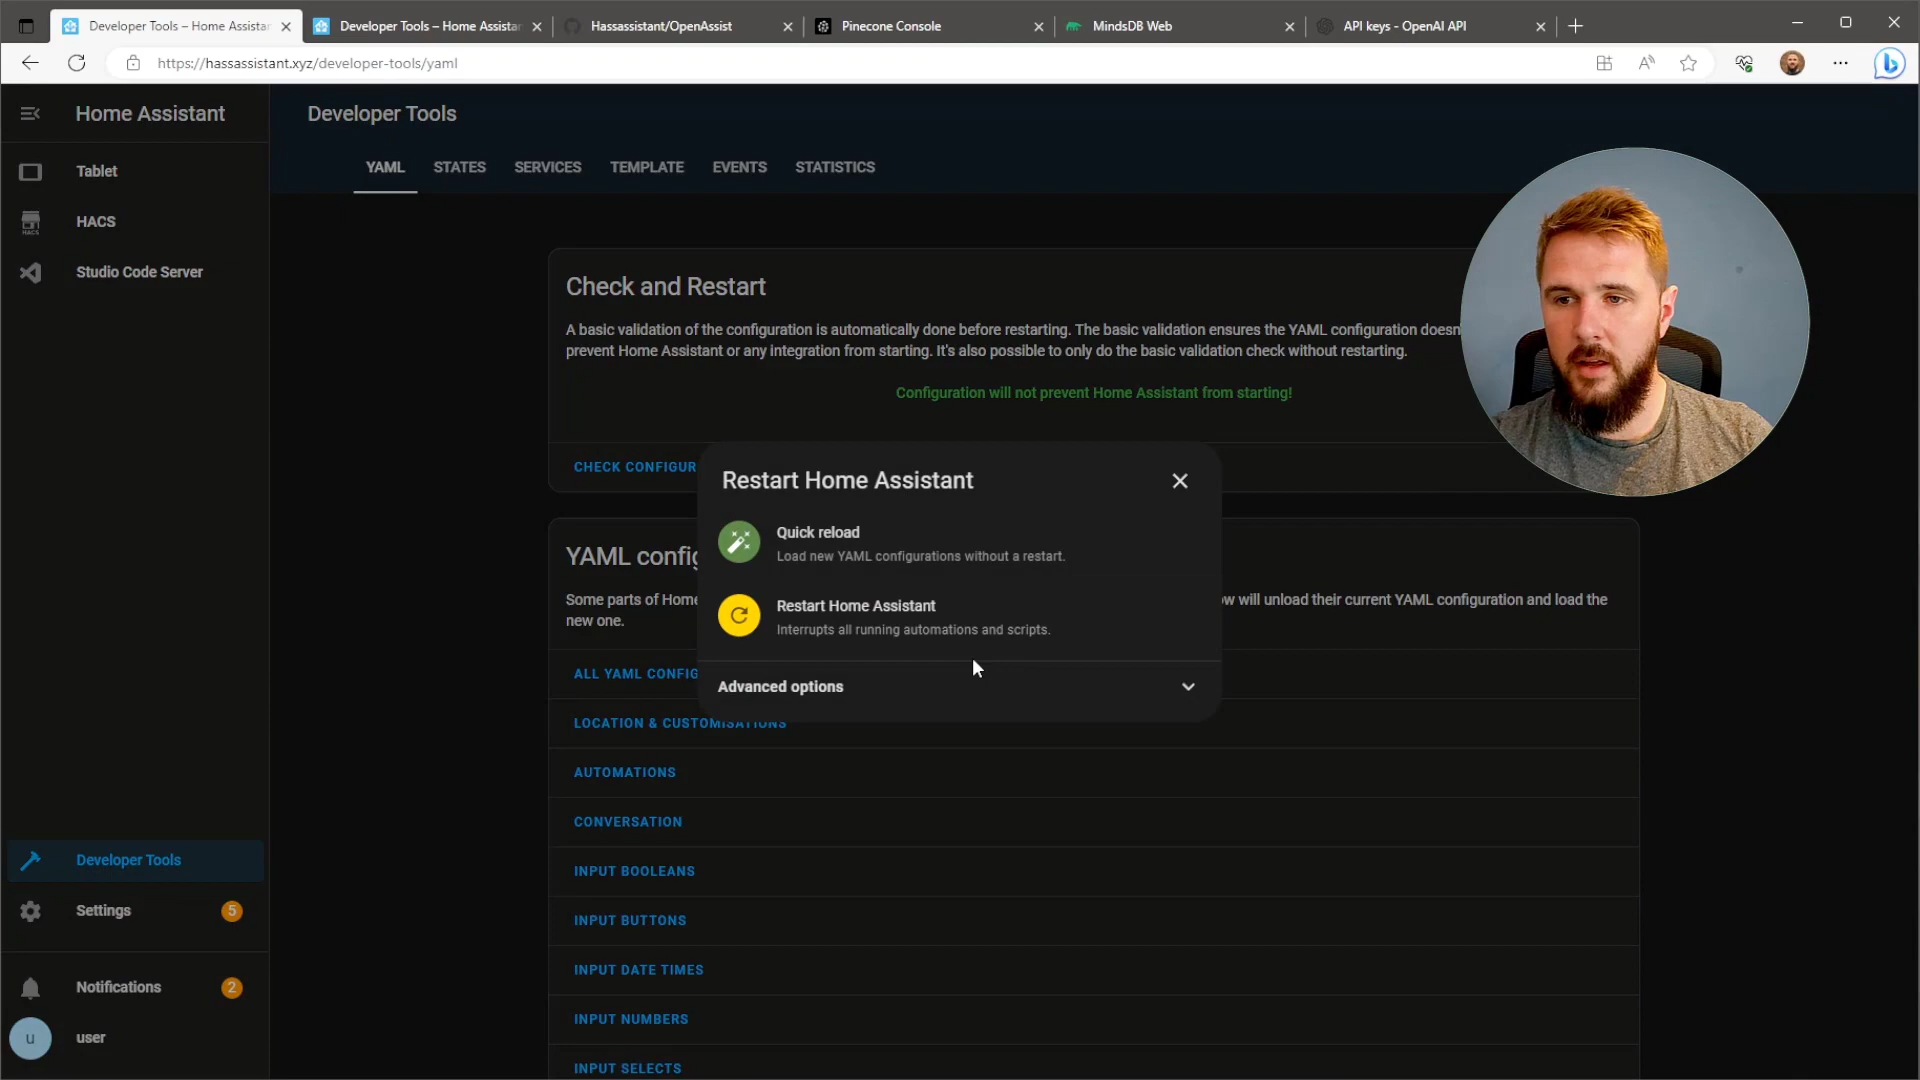 Developer Tools – Home Assistar
Developer Tools – Home Assistar
Hassassistant/OpenAssist
Pinecone Console
MindsDB Web
API keys - OpenAI API
https://hassassistant.xyz/developer-tools/yaml
Home Assistant
Developer Tools
Tablet
HACS
HACS
Studio Code Server
YAML
STATES
SERVICES
TEMPLATE
EVENTS
STATISTICS
Check and Restart
A basic validation of the configuration is automatically done before restarting. The basic validation ensures the YAML configuration doesn
prevent Home Assistant or any integration from starting. It's also possible to only do the basic validation check without restarting.
Configuration will not prevent Home Assistant from starting!
CHECK CONFIGUR
Restart Home Assistant
Quick reload
Load new YAML configurations without a restart.
Restart Home Assistant
Interrupts all running automations and scripts.
Advanced options
YAML config
Some parts of Home
ow will unload their current YAML configuration and load the
new one.
ALL YAML CONFIG
LOCATION & CUSTOMISATIONS
AUTOMATIONS
CONVERSATION
INPUT BOOLEANS
INPUT BUTTONS
INPUT DATE TIMES
INPUT NUMBERS
INPUT SELECTS
Developer Tools
Settings
5
Notifications
2
u
user